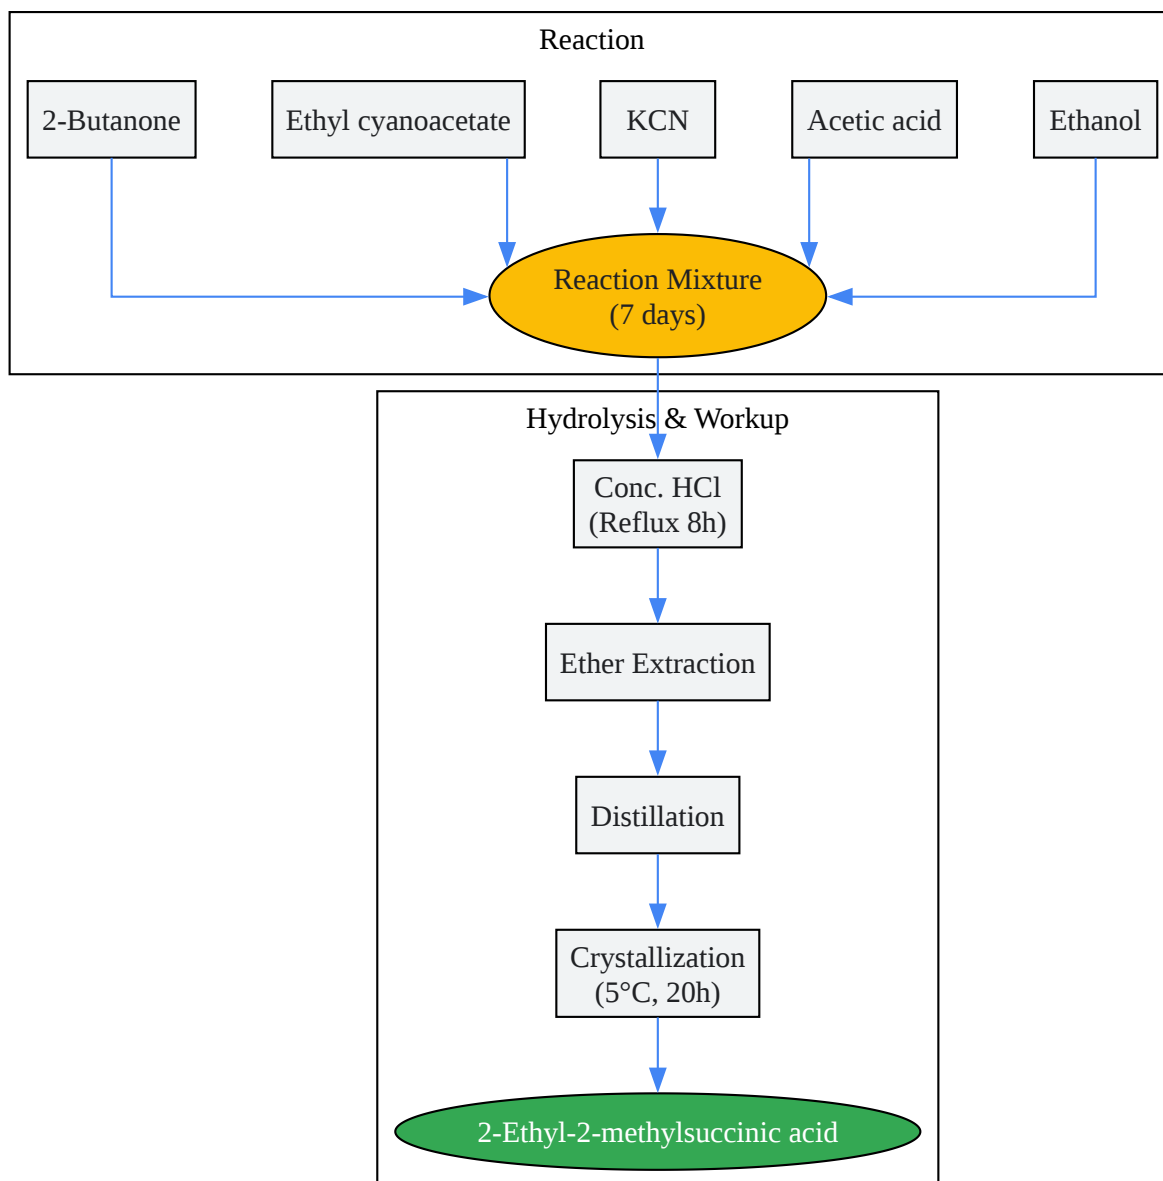 Reaction
2-Butanone
Ethyl cyanoacetate
KCN
Acetic acid
Ethanol
Reaction Mixture
(7 days)
Hydrolysis & Workup
Conc. HCl
(Reflux 8h)
Ether Extraction
Distillation
Crystallization
(5°C, 20h)
2-Ethyl-2-methylsuccinic acid